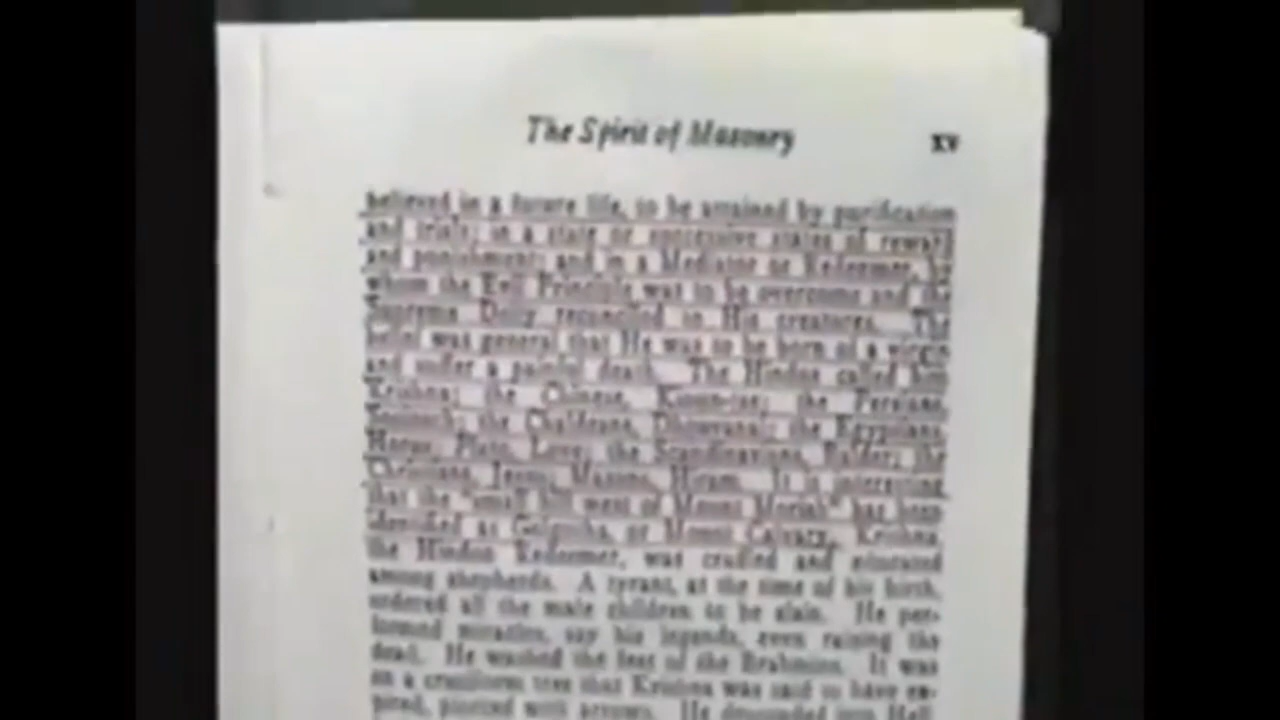 The Spirit of Masonry xv
believed in a future life, to be attained by purification
and trials; in a state or successive states of reward
and punishment; and in a Mediator or Redeemer, by
whom the Evil Principle was to be overcome and the
Supreme Deity reconciled to His creatures. The
belief was general that He was to be born of a virgin
and suffer a painful death. The Hindus called him
Krishna; the Chinese, Kioun-tse; the Persians,
the Chaldeans, Dhouvanai; the Egyptians,
Horus; Plato, Love; the Scandinavians, Balder; the
Christians, Jesus; Masons, Hiram. It is interesting
that the "small hill west of Mount Moriah" has been
identified as Golgotha, or Mount Calvary. Krishna,
the Hindoo Redeemer, was cradled and educated
among shepherds. A tyrant, at the time of his birth,
ordered all the male children to be slain. He per-
formed miracles, say his legends, even raising the
dead. He washed the feet of the Brahmins. It was
on a cruciform tree that Krishna was said to have ex-
pired, pierced with arrows. He descended into Hell